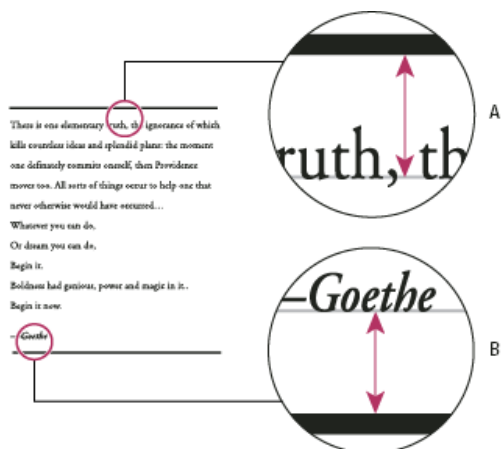 There is one elementary truth, the ignorance of which
kills countless ideas and splendid plans: the moment
one definately commits oneself, then Providence
moves too. All sorts of things occur to help one that
never otherwise would have occurred...
Whatever you can do,
Or dream you can do,
Begin it.
Boldness had genious, power and magic in it..
Begin it now.
–Goethe
ruth, th
A
–Goethe
B